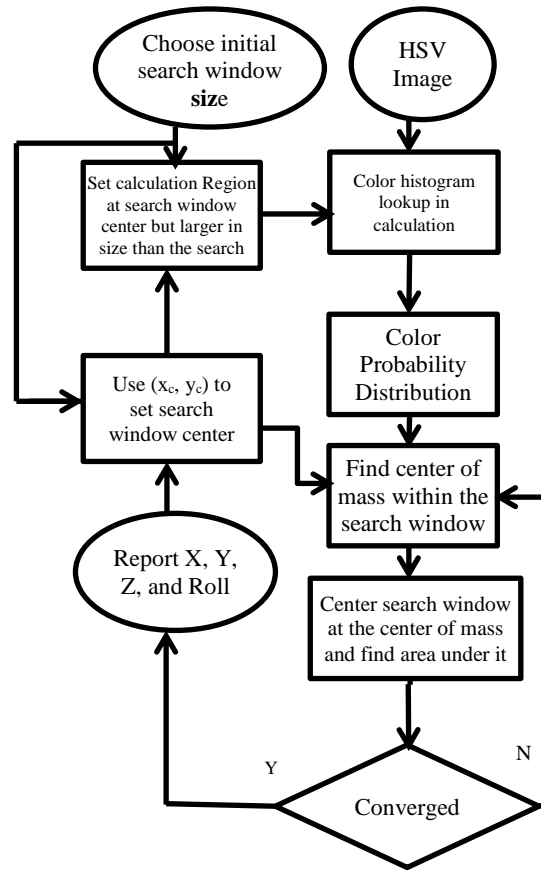 Choose initial
search window
size
HSV
Image
Set calculation Region
at search window
center but larger in
size than the search
Color histogram
lookup in
calculation
Color
Probability
Distribution
Use (xc, yc) to
set search
window center
Find center of
mass within the
search window
Report X, Y,
Z, and Roll
Center search window
at the center of mass
and find area under it
Y
N
Converged